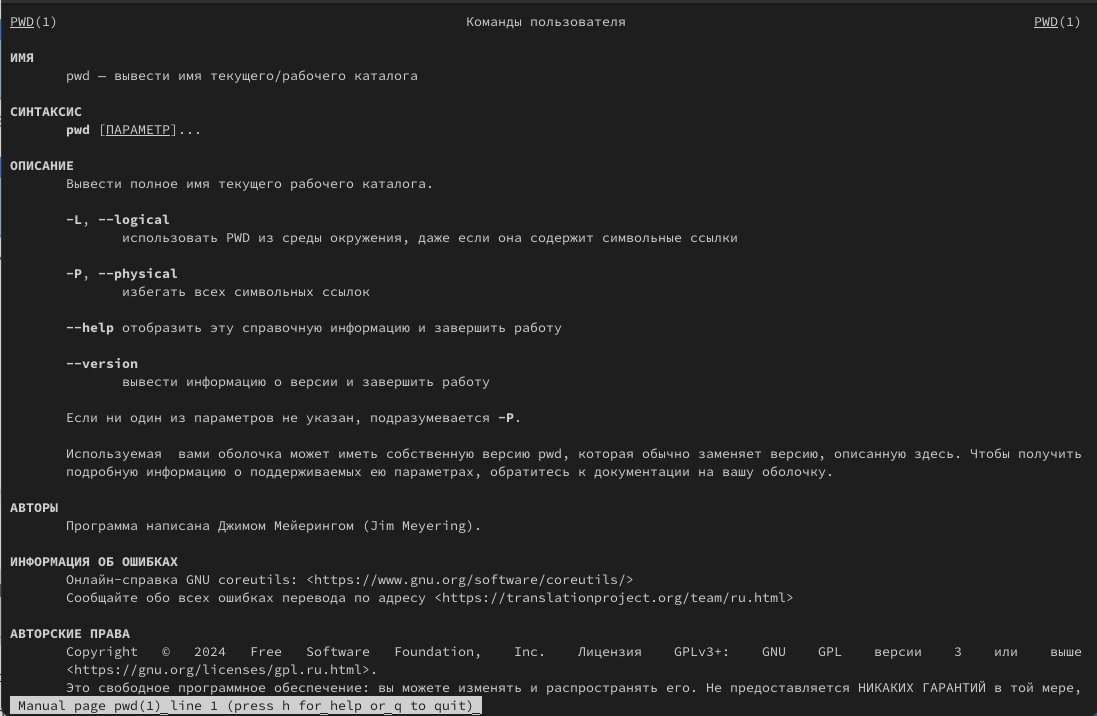 PWD(1) Команды пользователя PWD(1)
ИМЯ
pwd — вывести имя текущего/рабочего каталога
СИНТАКСИС
pwd [ПАРАМЕТР]...
ОПИСАНИЕ
Вывести полное имя текущего рабочего каталога.
-L, --logical
использовать PWD из среды окружения, даже если она содержит символьные ссылки
-P, --physical
избегать всех символьных ссылок
--help отобразить эту справочную информацию и завершить работу
--version
вывести информацию о версии и завершить работу
Если ни один из параметров не указан, подразумевается -P.
Используемая вами оболочка может иметь собственную версию pwd, которая обычно заменяет версию, описанную здесь. Чтобы получить
подробную информацию о поддерживаемых ею параметрах, обратитесь к документации на вашу оболочку.
АВТОРЫ
Программа написана Джимом Мейерингом (Jim Meyering).
ИНФОРМАЦИЯ ОБ ОШИБКАХ
Онлайн-справка GNU coreutils: <https://www.gnu.org/software/coreutils/>
Сообщайте обо всех ошибках перевода по адресу <https://translationproject.org/team/ru.html>
АВТОРСКИЕ ПРАВА
Copyright © 2024 Free Software Foundation, Inc. Лицензия GPLv3+: GNU GPL версии 3 или выше
<https://gnu.org/licenses/gpl.ru.html>.
Это свободное программное обеспечение: вы можете изменять и распространять его. Не предоставляется НИКАКИХ ГАРАНТИЙ в той мере,
Manual page pwd(1) line 1 (press h for help or q to quit)